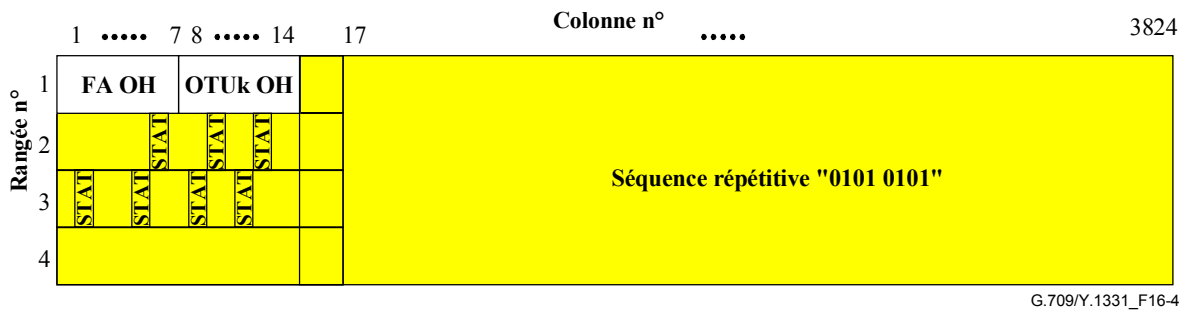 Colonne n°
1 ••••• 7 8 ••••• 14 17 ••••• 3824
Rangée n°
1 FA OH OTUk OH
2 STAT STAT STAT
3 STAT STAT STAT STAT
4
Séquence répétitive "0101 0101"
G.709/Y.1331_F16-4